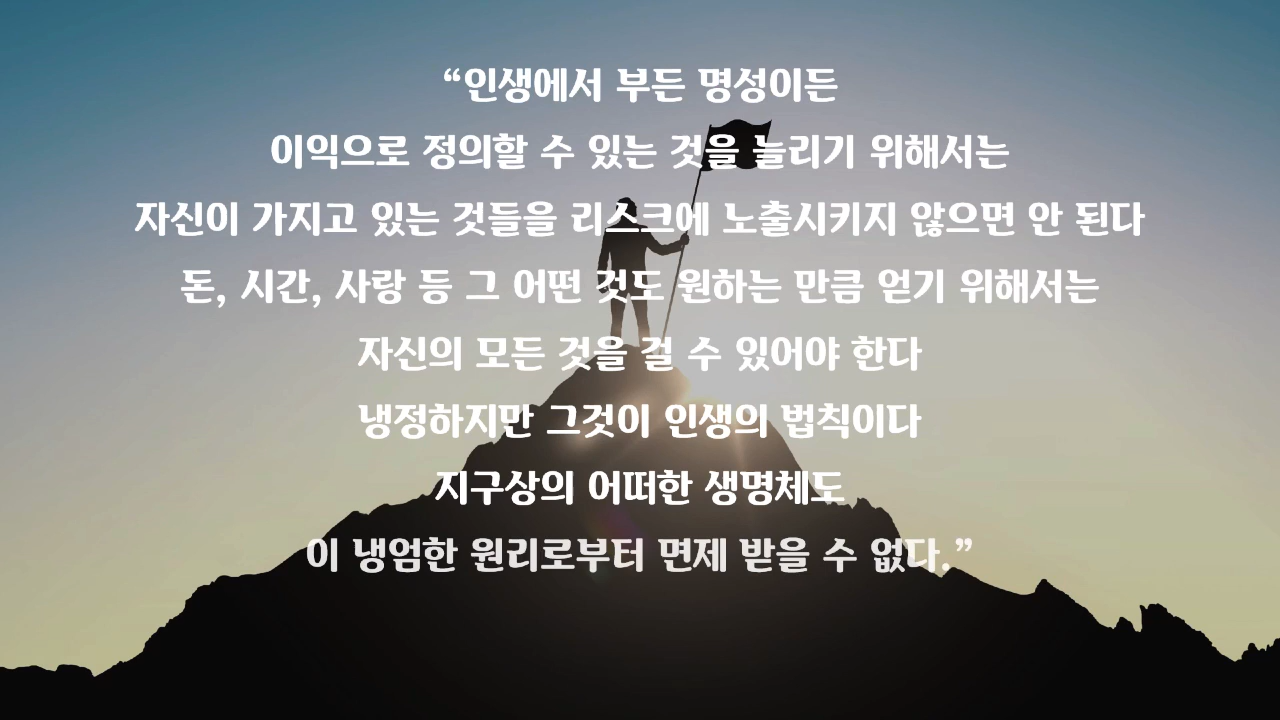 “인생에서 부든 명성이든
이익으로 정의할 수 있는 것을 늘리기 위해서는
자신이 가지고 있는 것들을 리스크에 노출시키지 않으면 안 된다
돈, 시간, 사랑 등 그 어떤 것도 원하는 만큼 얻기 위해서는
자신의 모든 것을 걸 수 있어야 한다
냉정하지만 그것이 인생의 법칙이다
지구상의 어떠한 생명체도
이 냉엄한 원리로부터 면제 받을 수 없다.”